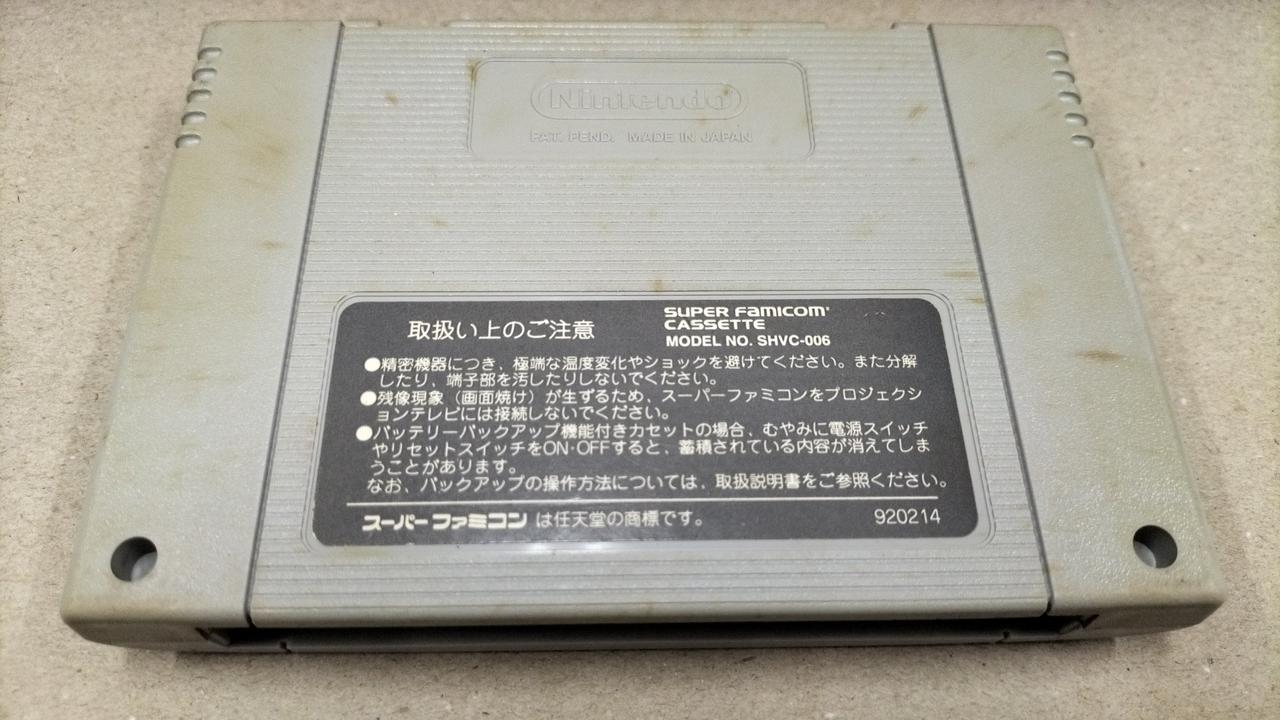 Nintendo
PAT. PEND. MADE IN JAPAN
取扱い上のご注意
SUPER FAMICOM
CASSETTE
MODEL NO. SHVC-006
●精密機器につき、極端な温度変化やショックを避けてください。また分解
したり、端子部を汚したりしないでください。
●残像現象（画面焼け）が生ずるため、スーパーファミコンをプロジェクシ
ョンテレビには接続しないでください。
●バッテリーバックアップ機能付きカセットの場合、むやみに電源スイッチ
やリセットスイッチをON·OFFすると、蓄積されている内容が消えてしま
うことがあります。
なお、バックアップの操作方法については、取扱説明書をご参照ください。
スーパーファミコン は任天堂の商標です。
920214